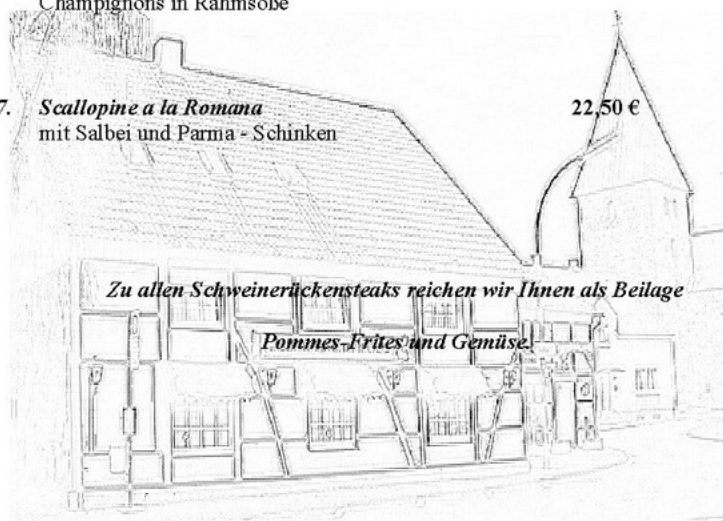 Champignons in Rahmsoße
7. Scallopine a la Romana 22,50 €
mit Salbei und Parma - Schinken
Zu allen Schweinerückensteaks reichen wir Ihnen als Beilage
Pommes-Frites und Gemüse.